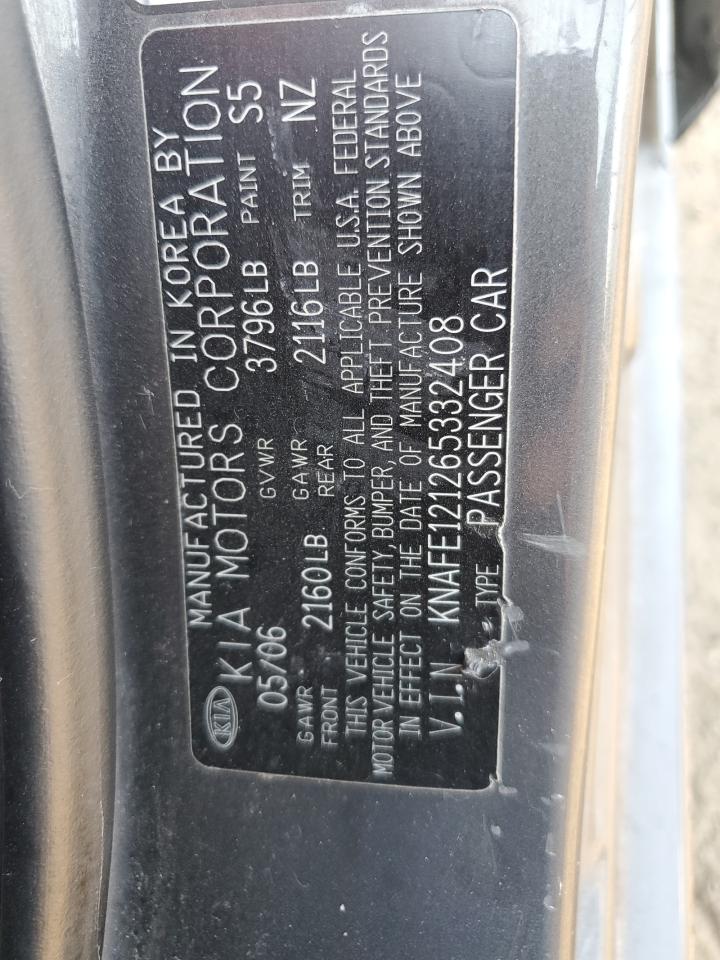 MANUFACTURED IN KOREA BY
KIA KIA MOTORS CORPORATION
05/06 GVWR 3796LB PAINT S5
GAWR FRONT 2160LB GAWR REAR 2116LB TRIM NZ
THIS VEHICLE CONFORMS TO ALL APPLICABLE U.S.A. FEDERAL
MOTOR VEHICLE SAFETY, BUMPER, AND THEFT PREVENTION STANDARDS
IN EFFECT ON THE DATE OF MANUFACTURE SHOWN ABOVE
V.I.N KNAFE121265332408
TYPE PASSENGER CAR